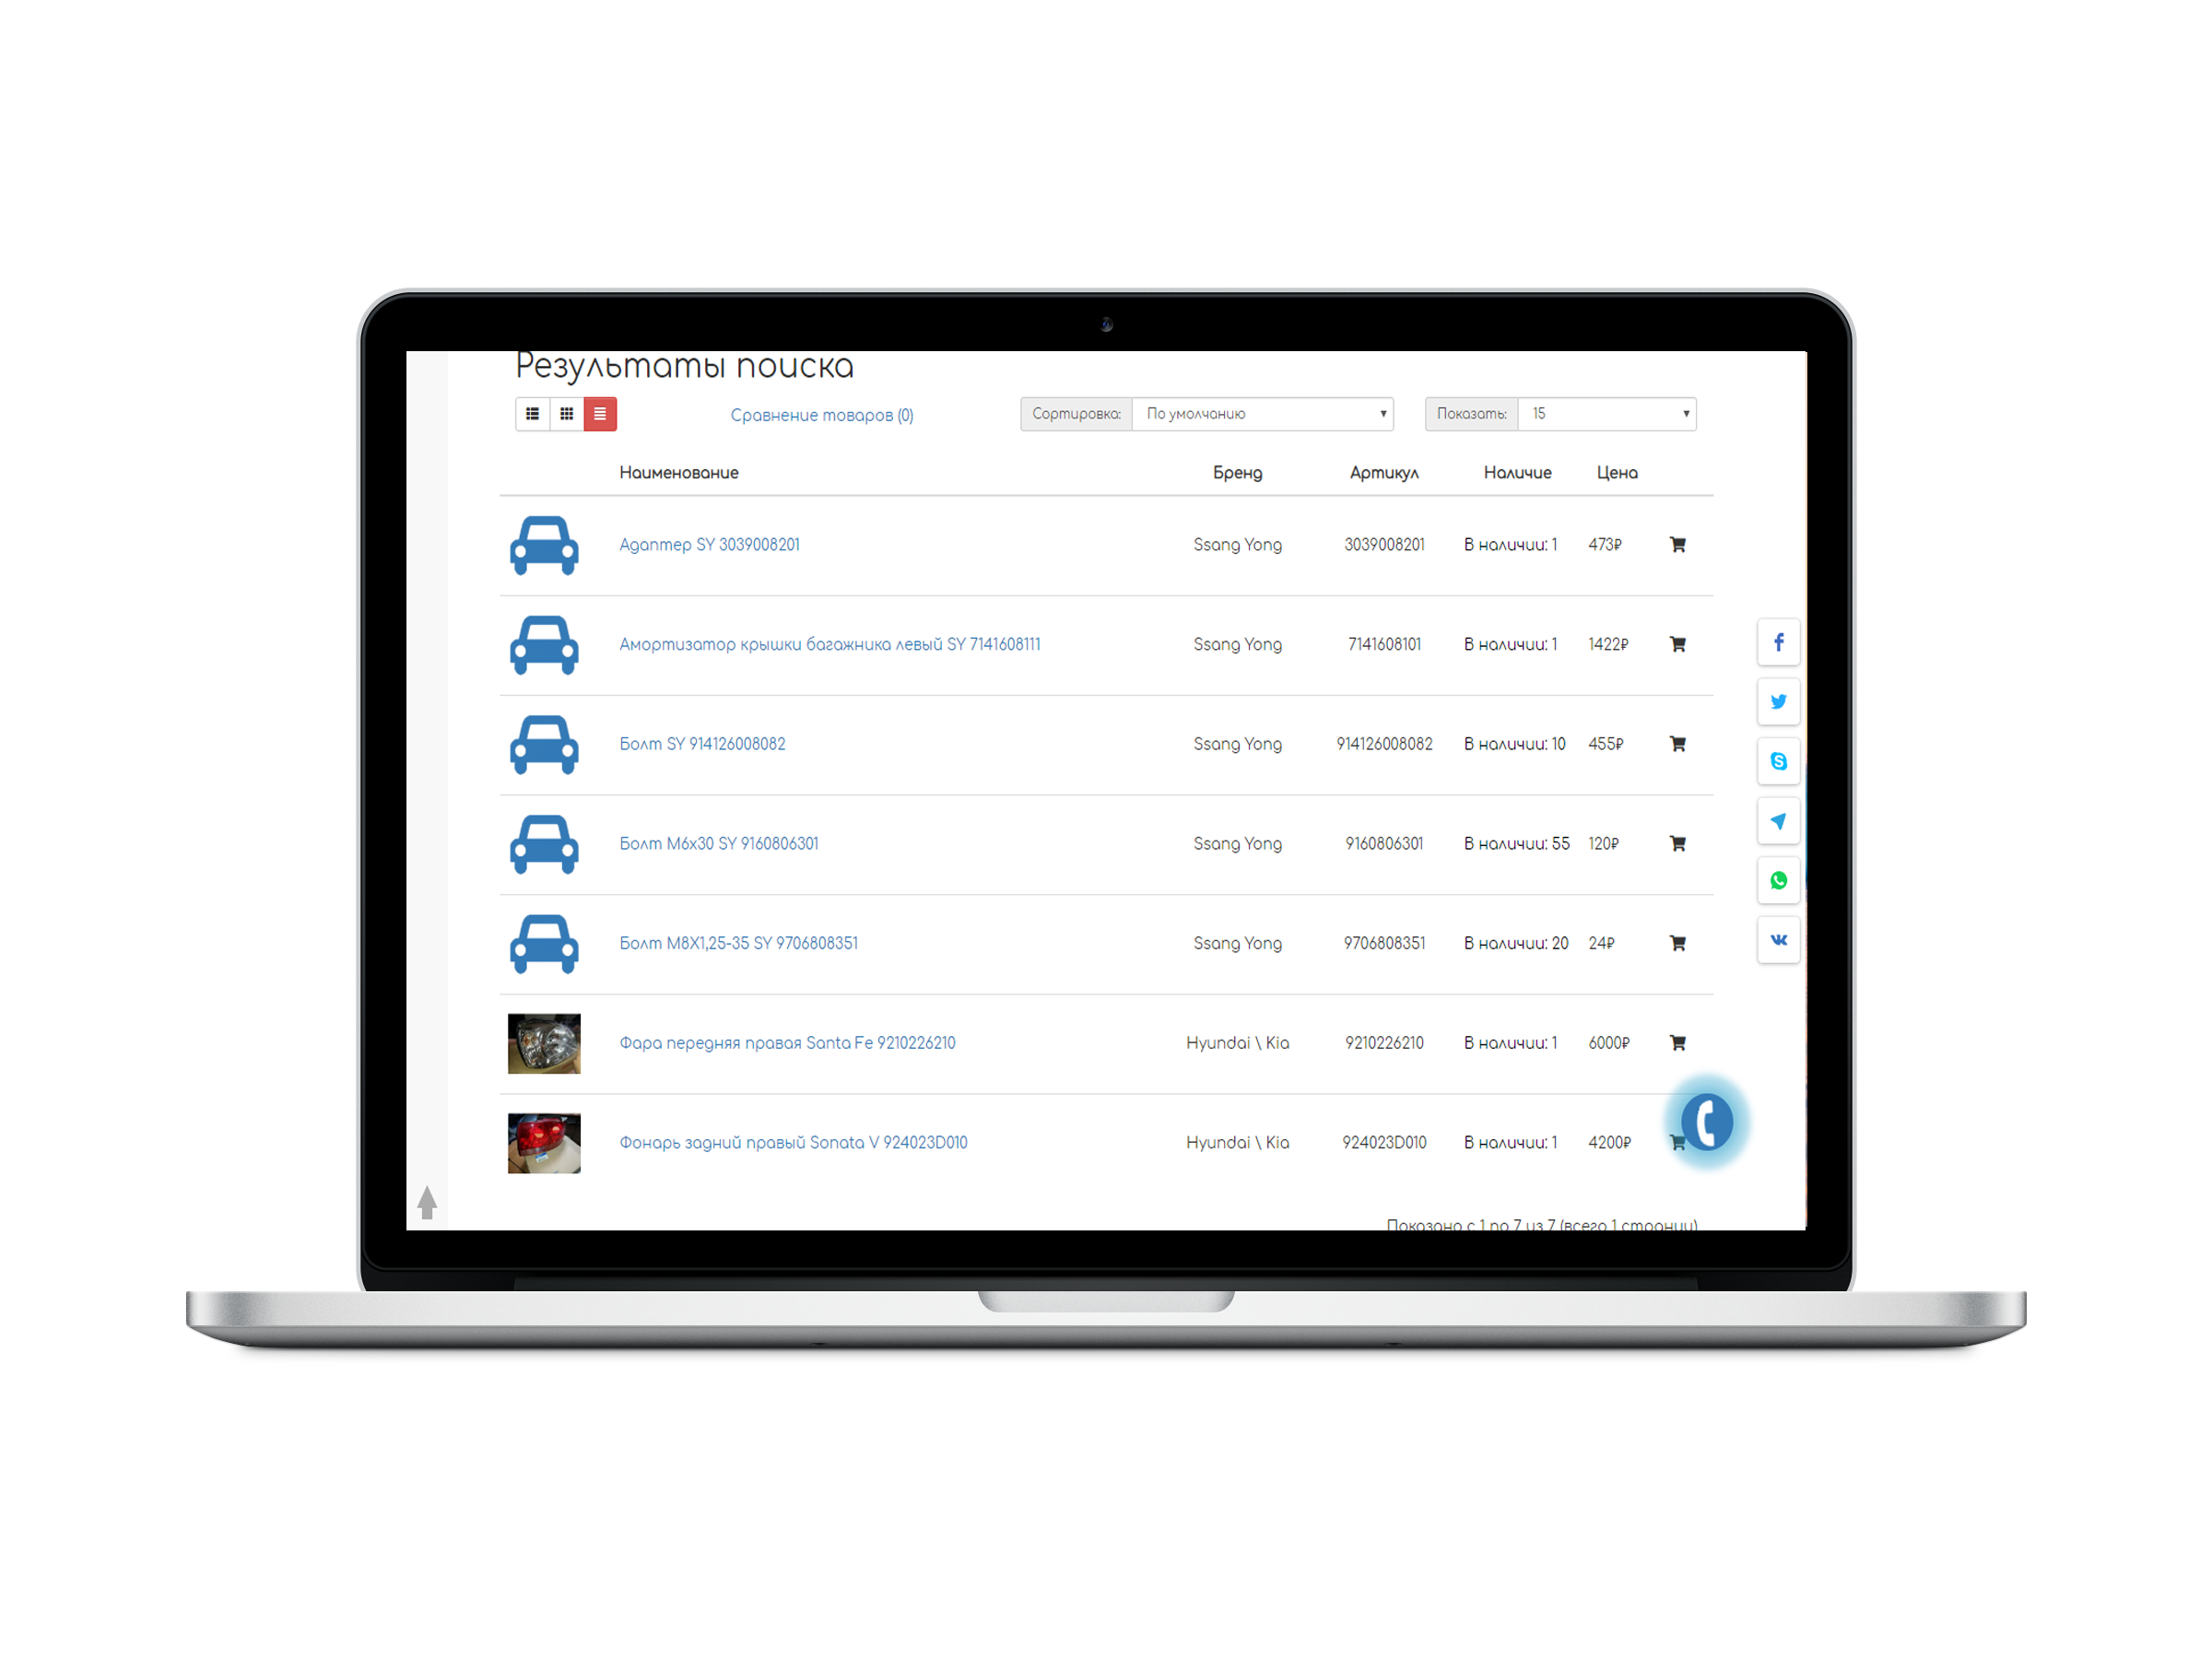 Результаты поиска
Сравнение товаров (0)
Сортировка: По умолчанию
Показать: 15
Наименование Бренд Артикул Наличие Цена
Адаптер SY 3039008201 Ssang Yong 3039008201 В наличии: 1 473₽
Амортизатор крышки багажника левый SY 7141608111 Ssang Yong 7141608101 В наличии: 1 1422₽
Болт SY 914126008082 Ssang Yong 914126008082 В наличии: 10 455₽
Болт М6х30 SY 9160806301 Ssang Yong 9160806301 В наличии: 55 120₽
Болт М8Х1,25-35 SY 9706808351 Ssang Yong 9706808351 В наличии: 20 24₽
Фара передняя правая Santa Fe 9210226210 Hyundai \ Kia 9210226210 В наличии: 1 6000₽
Фонарь задний правый Sonata V 924023D010 Hyundai \ Kia 924023D010 В наличии: 1 4200₽
Показано с 1 по 7 из 7 (всего 1 страниц)